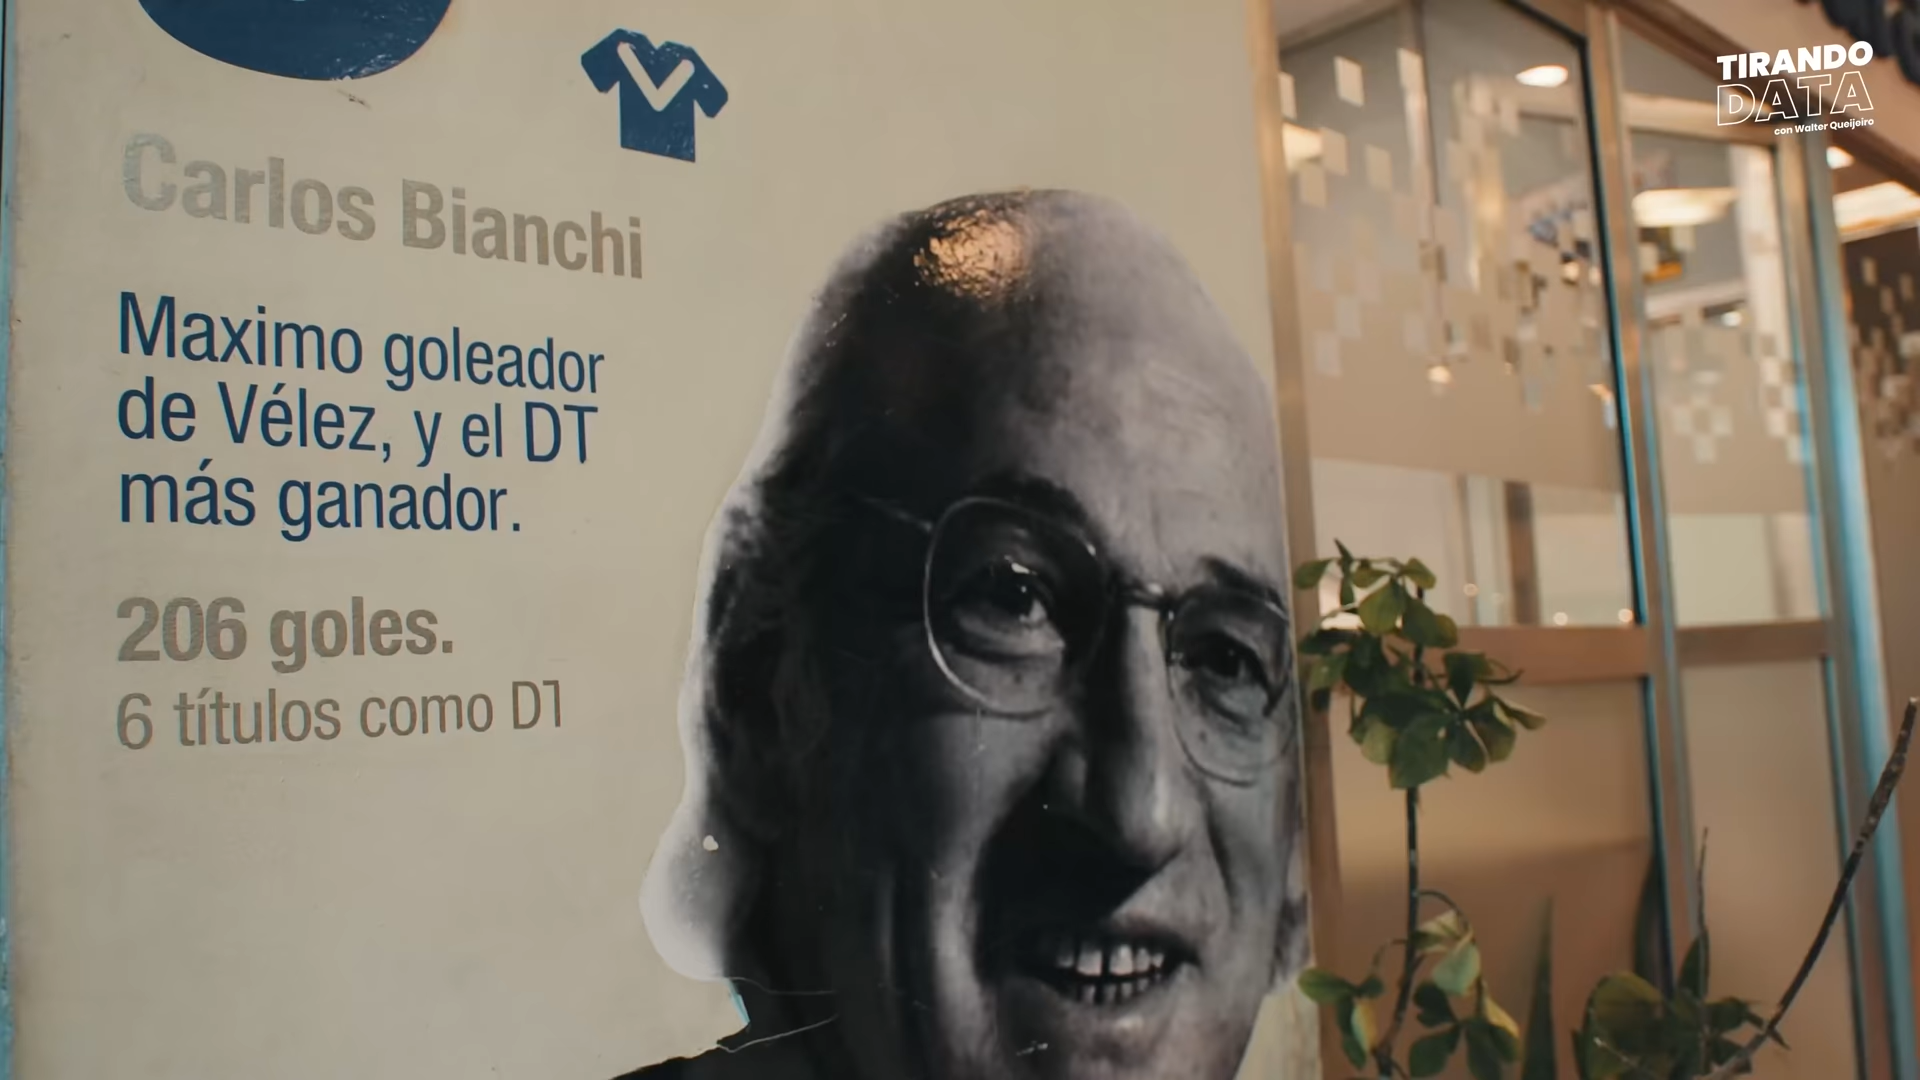 TIRANDO
DATA
con Walter Queijeiro
Carlos Bianchi
Maximo goleador
de Vélez, y el DT
más ganador.
206 goles.
6 títulos como DT